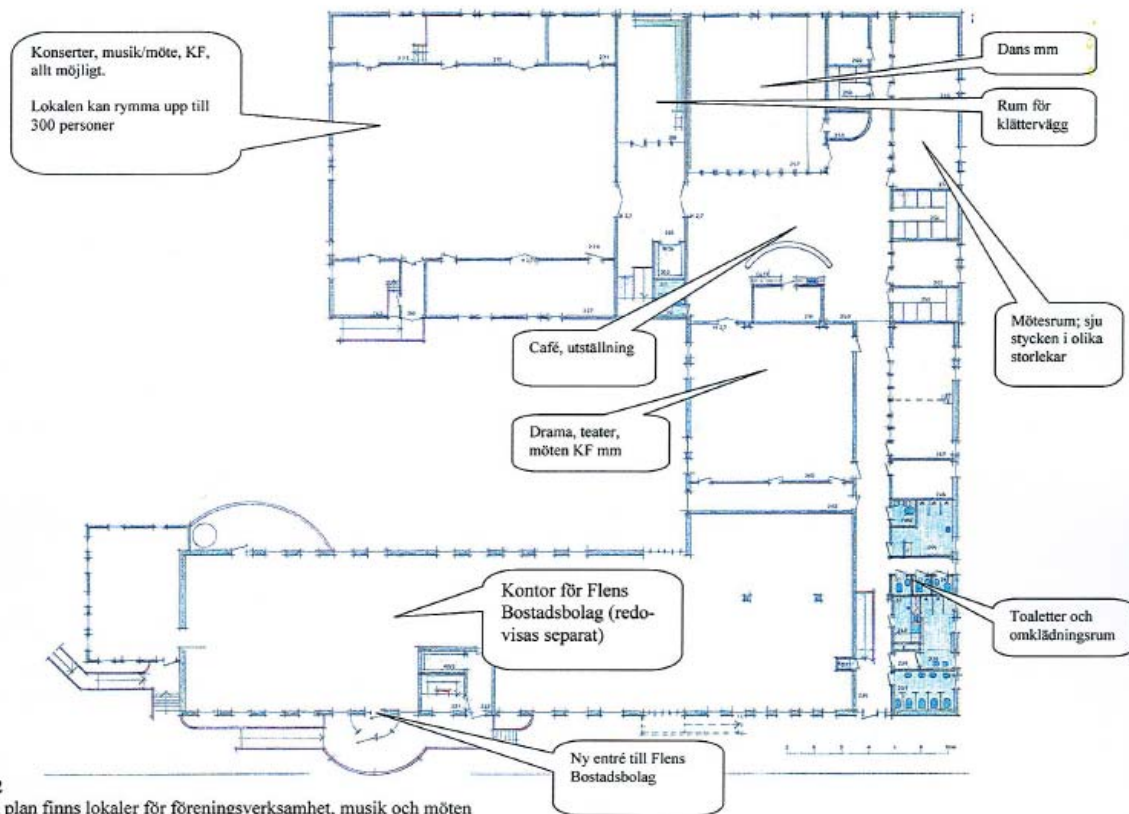 Konserter, musik/möte, KF,
allt möjligt.
Lokalen kan rymma upp till
300 personer
Dans mm
Rum för
klättervägg
Café, utställning
Mötesrum; sju
stycken i olika
storlekar
Drama, teater,
möten KF mm
Kontor för Flens
Bostadsbolag (redo-
visas separat)
Toaletter och
omklädningsrum
Ny entré till Flens
Bostadsbolag
plan finns lokaler för föreningsverksamhet, musik och möten